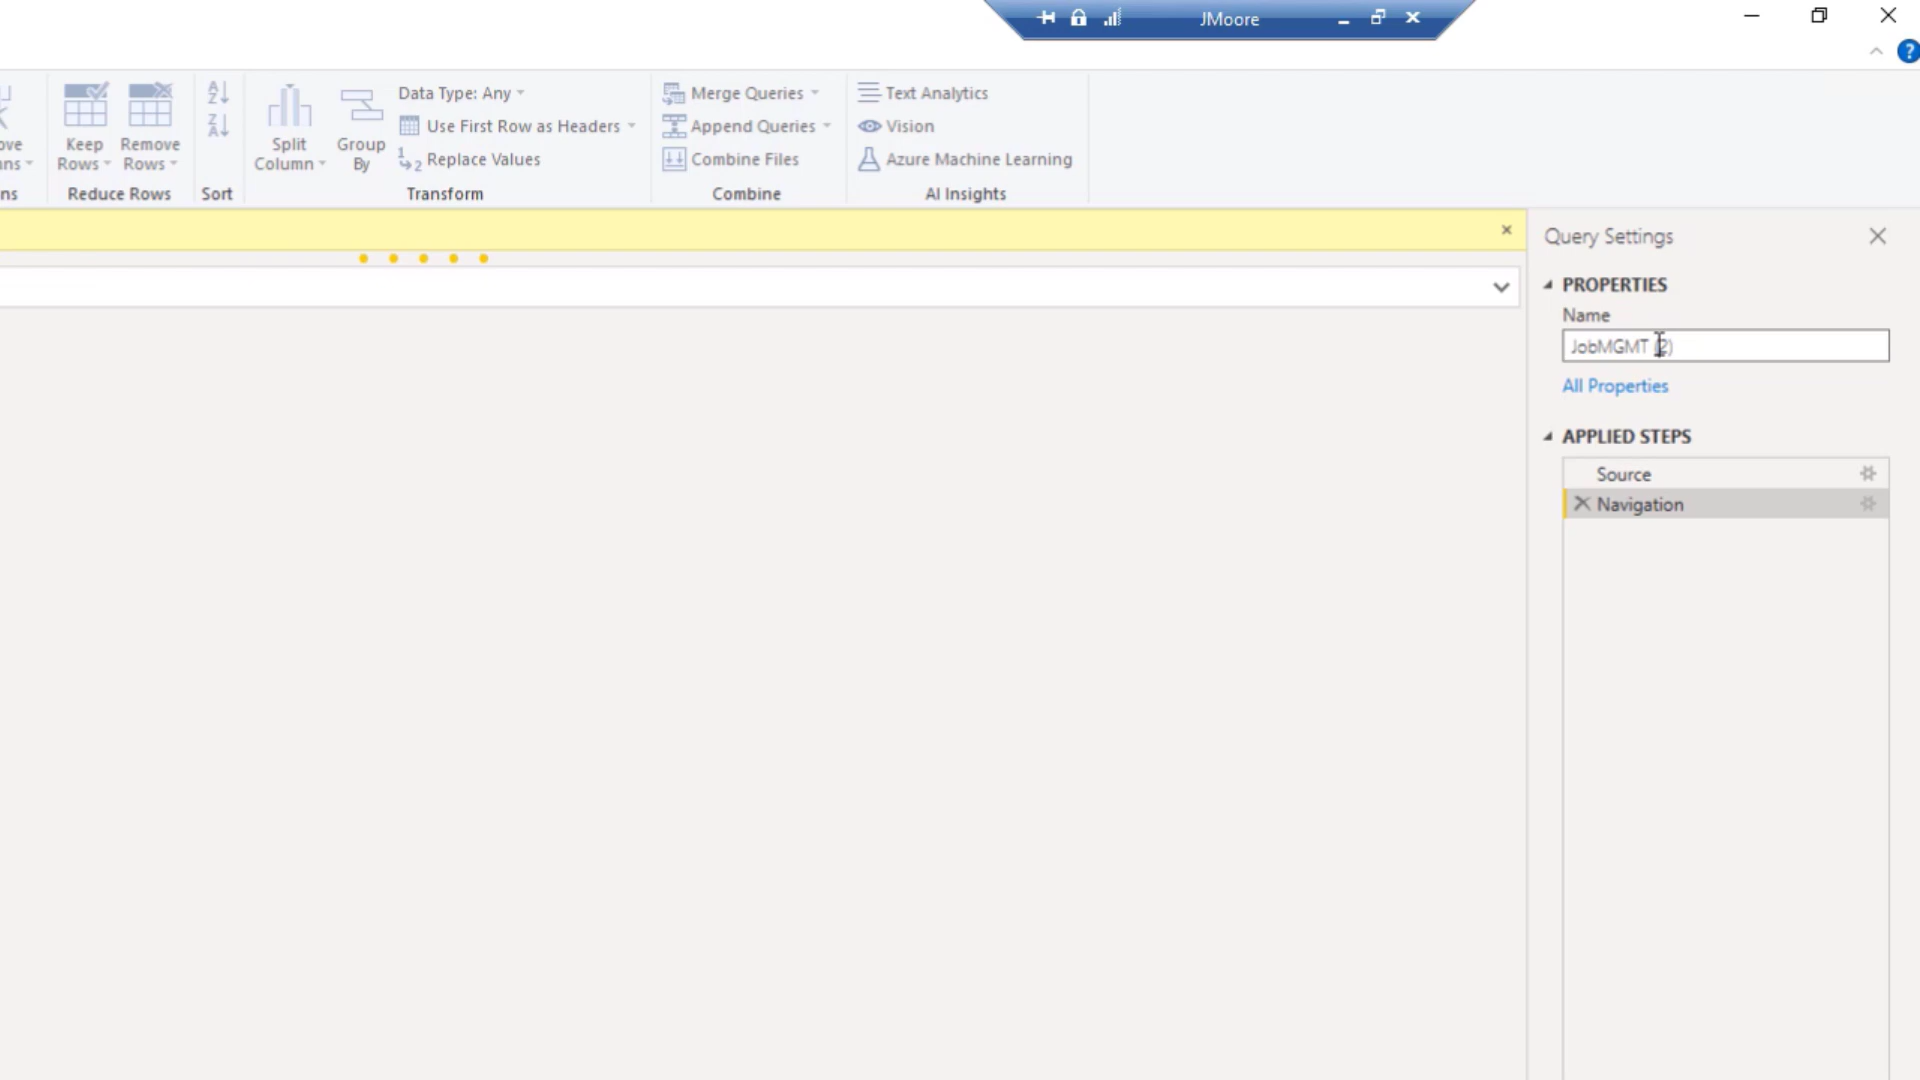 JMoore
?
ove
ns
Keep
Rows
Remove
Rows
Split
Column
Group
By
Data Type: Any
Use First Row as Headers
Replace Values
Merge Queries
Append Queries
Combine Files
Text Analytics
Vision
Azure Machine Learning
ns
Reduce Rows
Sort
Transform
Combine
AI Insights
Query Settings
PROPERTIES
Name
JobMGMT (2)
All Properties
APPLIED STEPS
Source
Navigation